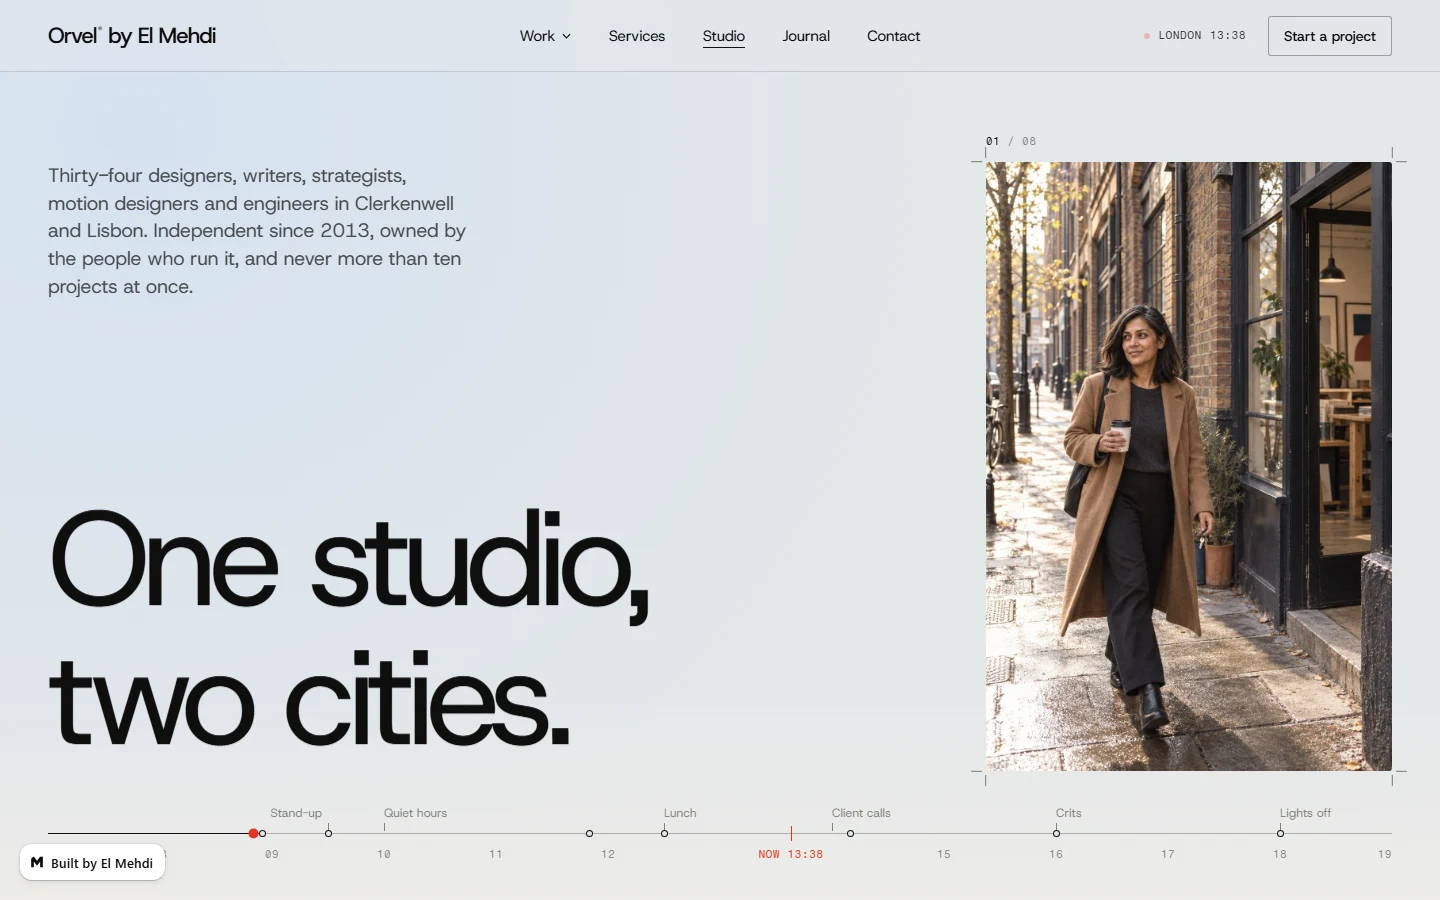 Orvel® by El Mehdi
Work
Services
Studio
Journal
Contact
LONDON 13:38
Start a project
01 / 08
Thirty-four designers, writers, strategists,
motion designers and engineers in Clerkenwell
and Lisbon. Independent since 2013, owned by
the people who run it, and never more than ten
projects at once.
One studio,
two cities.
Stand-up
Quiet hours
Lunch
Client calls
Crits
Lights off
09
10
11
12
NOW 13:38
15
16
17
18
19
Built by El Mehdi